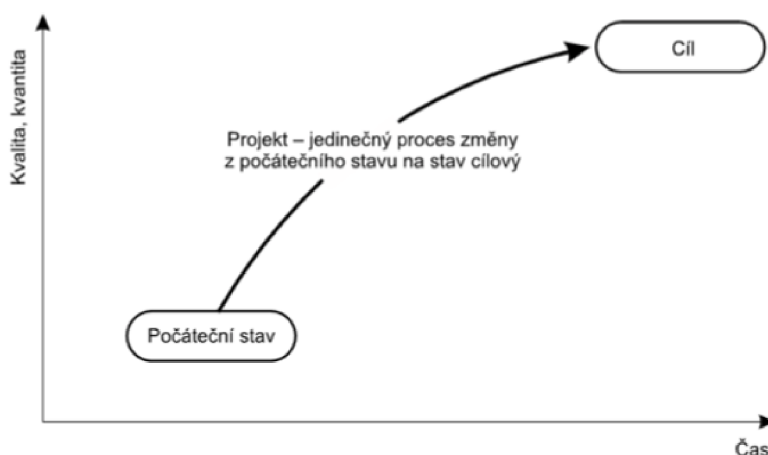 Kvalita, kvantita
Cíl
Projekt – jedinečný proces změny
z počátečního stavu na stav cílový
Počáteční stav
Čas